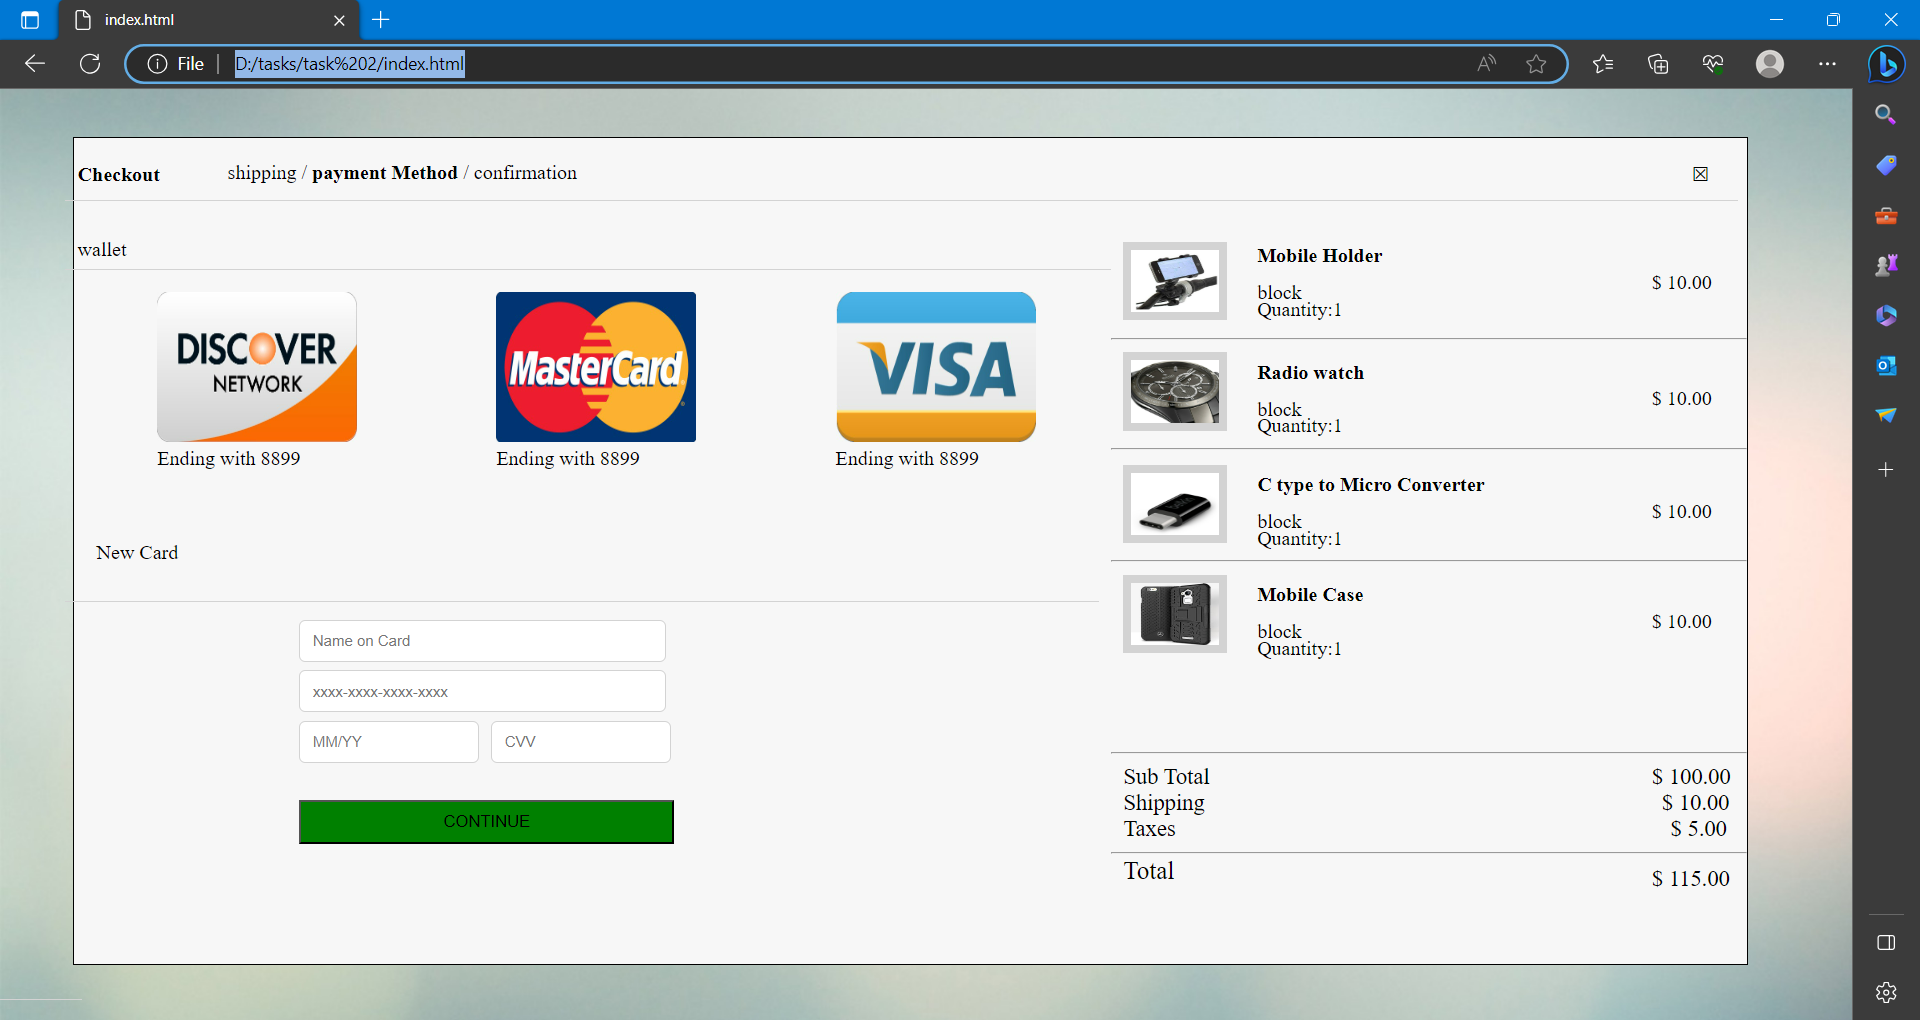 index.html
File
D:/tasks/task%202/index.html
Checkout
shipping / payment Method / confirmation
wallet
DISCOVER
NETWORK
MasterCard
VISA
Ending with 8899
Ending with 8899
Ending with 8899
New Card
Name on Card
xxxx-xxxx-xxxx-xxxx
MM/YY
CVV
CONTINUE
Mobile Holder
block
Quantity:1
$ 10.00
Radio watch
block
Quantity:1
$ 10.00
C type to Micro Converter
block
Quantity:1
$ 10.00
Mobile Case
block
Quantity:1
$ 10.00
Sub Total $ 100.00
Shipping $ 10.00
Taxes $ 5.00
Total $ 115.00